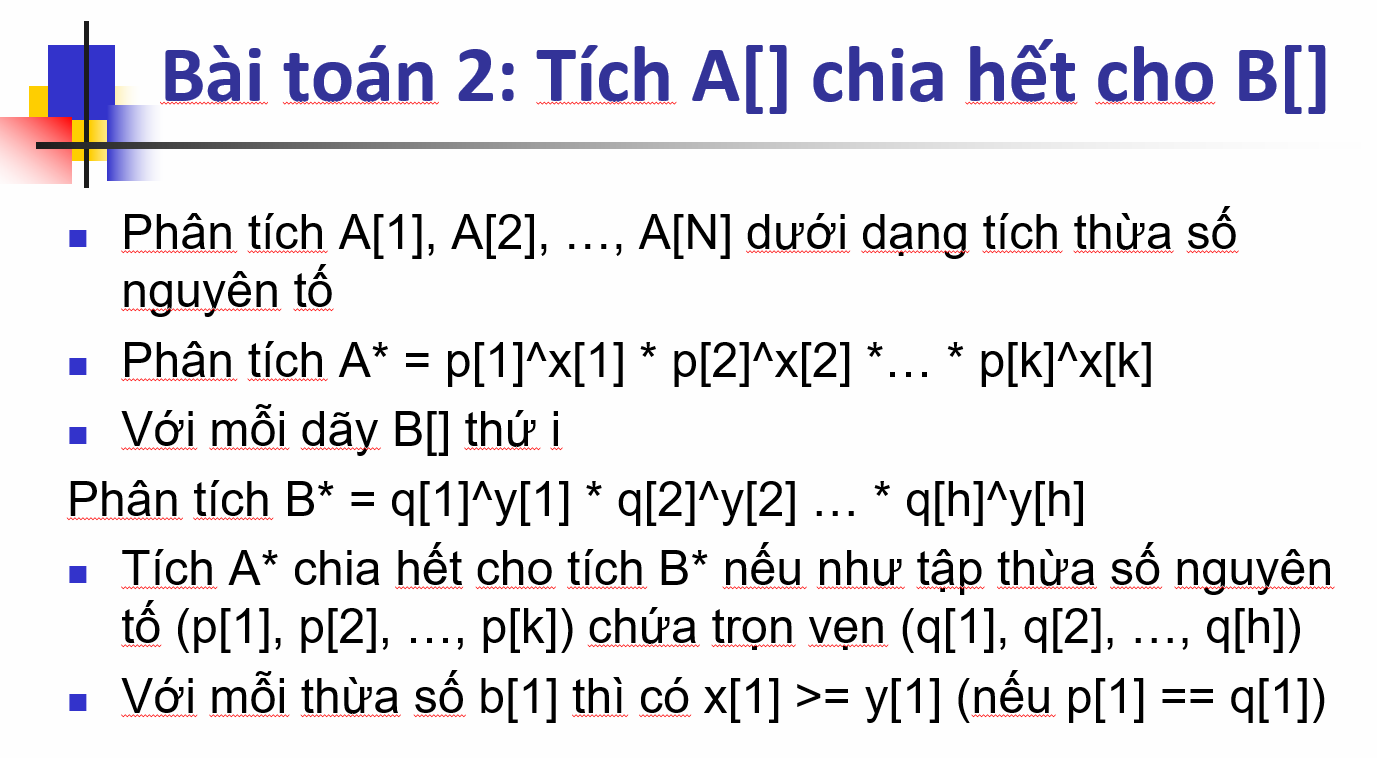 Bài toán 2: Tích A[] chia hết cho B[]
Phân tích A[1], A[2], …, A[N] dưới dạng tích thừa số
nguyên tố
Phân tích A* = p[1]^x[1] * p[2]^x[2] *… * p[k]^x[k]
Với mỗi dãy B[] thứ i
Phân tích B* = q[1]^y[1] * q[2]^y[2] … * q[h]^y[h]
Tích A* chia hết cho tích B* nếu như tập thừa số nguyên
tố (p[1], p[2], …, p[k]) chứa trọn vẹn (q[1], q[2], …, q[h])
Với mỗi thừa số b[1] thì có x[1] >= y[1] (nếu p[1] == q[1])